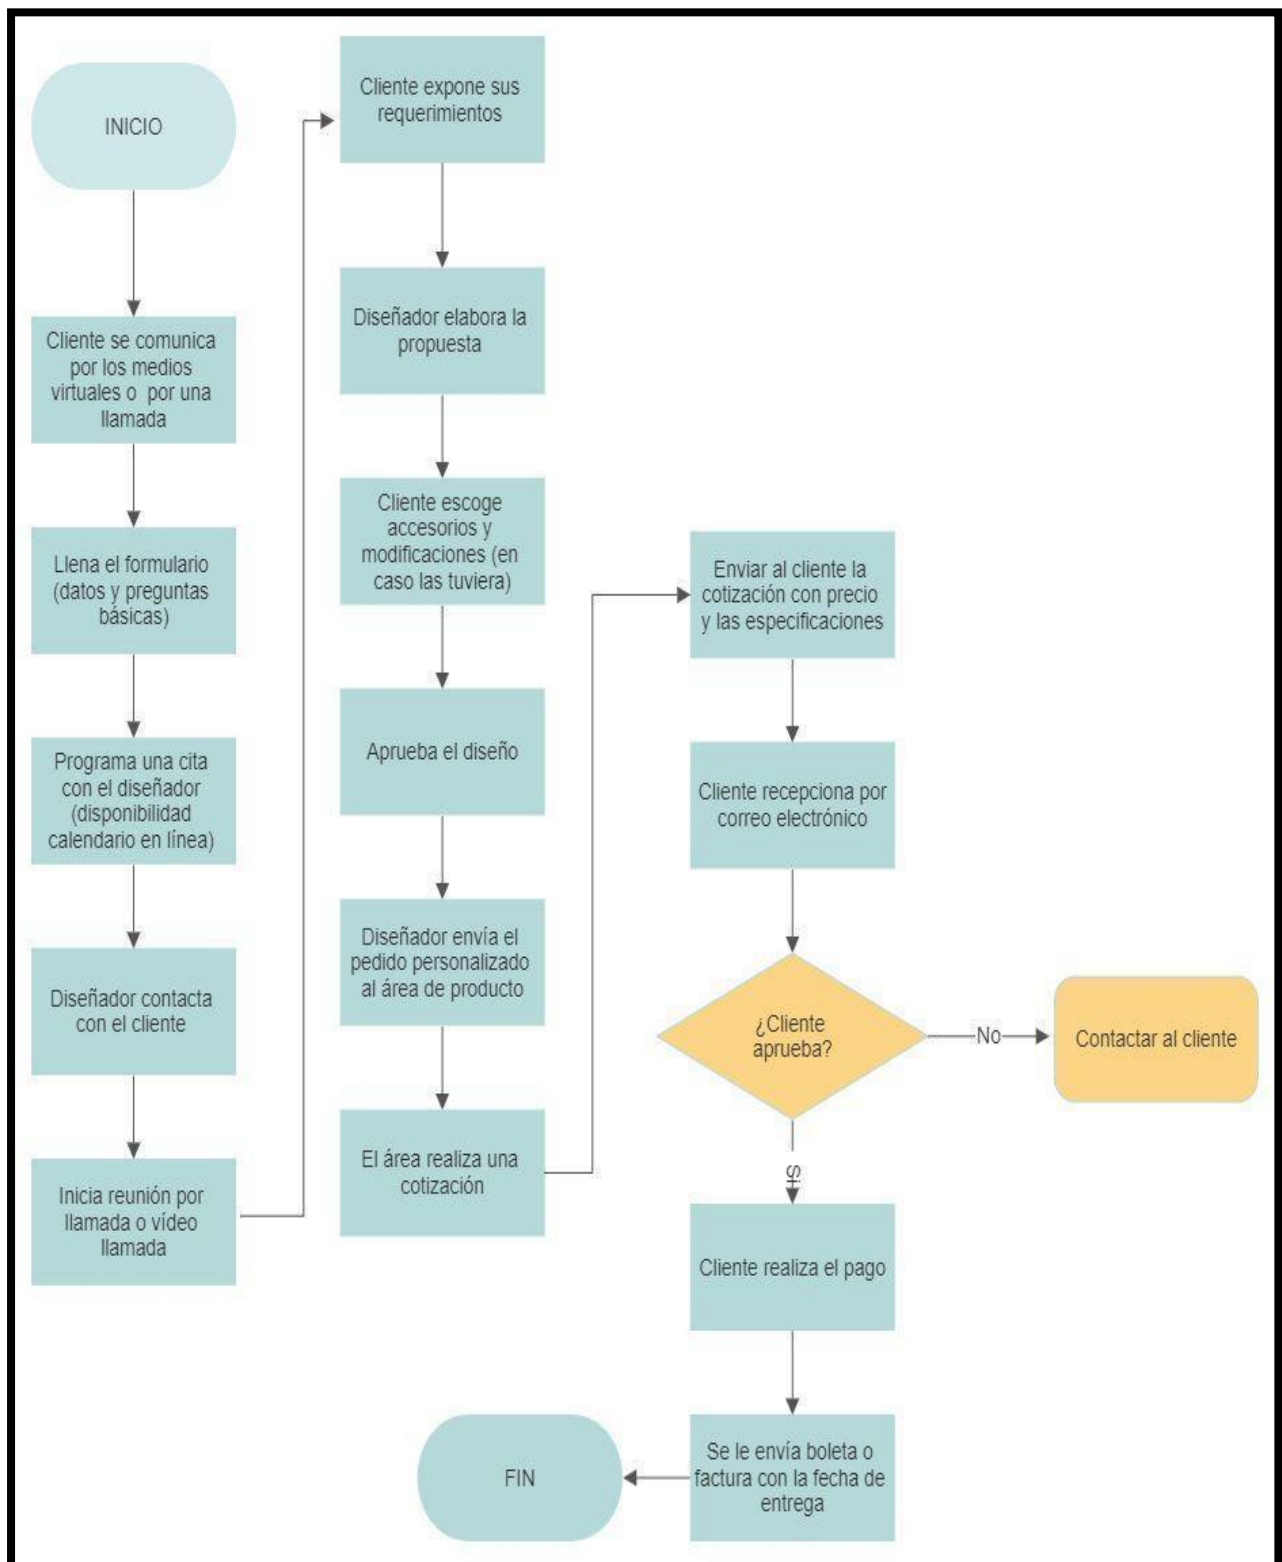 INICIO
Cliente se comunica
por los medios
virtuales o por una
llamada
Llena el formulario
(datos y preguntas
básicas)
Programa una cita
con el diseñador
(disponibilidad
calendario en línea)
Diseñador contacta
con el cliente
Inicia reunión por
llamada o vídeo
llamada
Cliente expone sus
requerimientos
Diseñador elabora la
propuesta
Cliente escoge
accesorios y
modificaciones (en
caso las tuviera)
Aprueba el diseño
Diseñador envía el
pedido personalizado
al área de producto
El área realiza una
cotización
Enviar al cliente la
cotización con precio
y las especificaciones
Cliente recepciona por
correo electrónico
¿Cliente
aprueba?
No
Contactar al cliente
SI
Cliente realiza el pago
Se le envía boleta o
factura con la fecha de
entrega
FIN